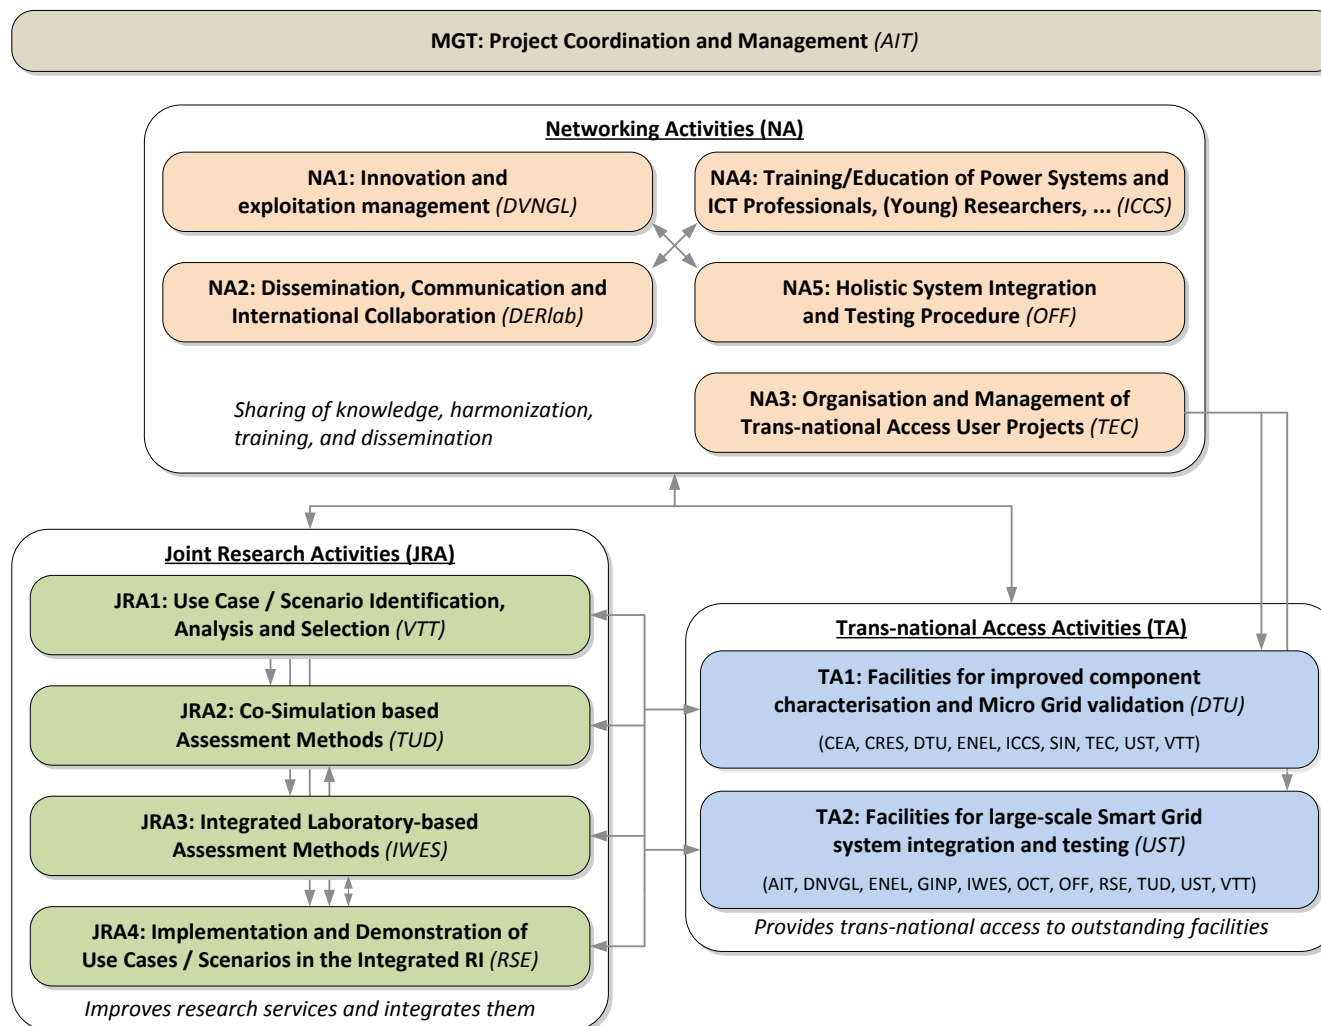 MGT: Project Coordination and Management (AIT)
Networking Activities (NA)
NA1: Innovation and
exploitation management (DVNGL)
NA4: Training/Education of Power Systems and
ICT Professionals, (Young) Researchers, ... (ICCS)
NA2: Dissemination, Communication and
International Collaboration (DERlab)
NA5: Holistic System Integration
and Testing Procedure (OFF)
NA3: Organisation and Management of
Trans-national Access User Projects (TEC)
Sharing of knowledge, harmonization,
training, and dissemination
Joint Research Activities (JRA)
JRA1: Use Case / Scenario Identification,
Analysis and Selection (VTT)
JRA2: Co-Simulation based
Assessment Methods (TUD)
JRA3: Integrated Laboratory-based
Assessment Methods (IWES)
JRA4: Implementation and Demonstration of
Use Cases / Scenarios in the Integrated RI (RSE)
Improves research services and integrates them
Trans-national Access Activities (TA)
TA1: Facilities for improved component
characterisation and Micro Grid validation (DTU)
(CEA, CRES, DTU, ENEL, ICCS, SIN, TEC, UST, VTT)
TA2: Facilities for large-scale Smart Grid
system integration and testing (UST)
(AIT, DNVGL, ENEL, GINP, IWES, OCT, OFF, RSE, TUD, UST, VTT)
Provides trans-national access to outstanding facilities